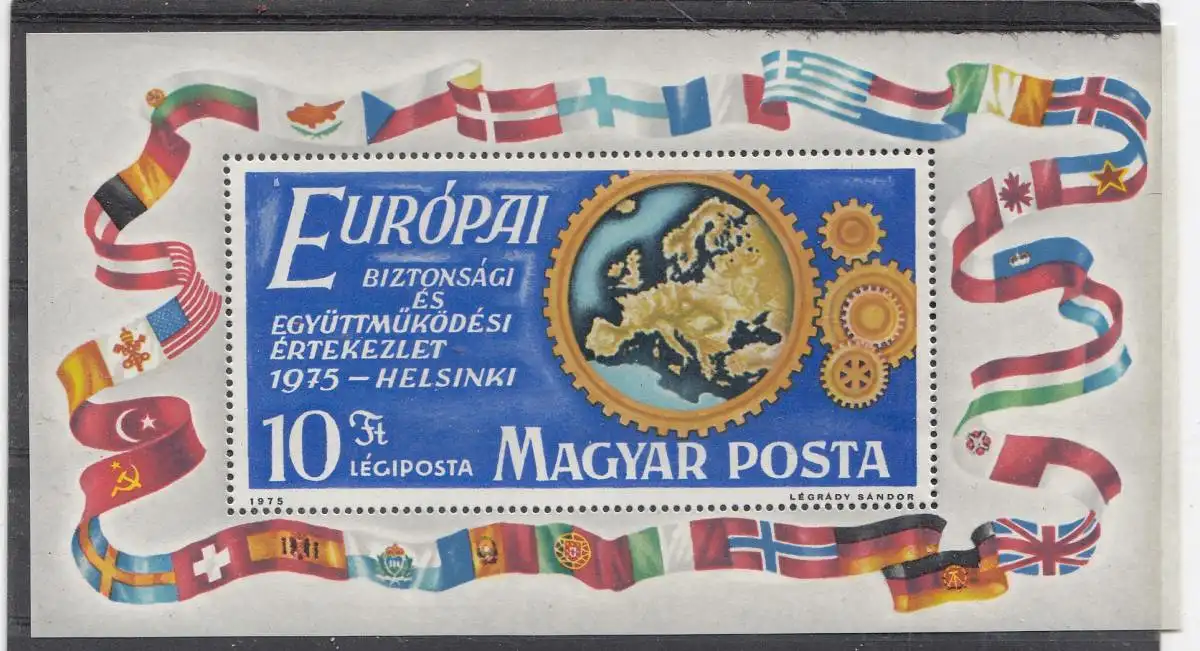 EURÓPAI
BIZTONSÁGI
ÉS
EGYÜTTMŰKÖDÉSI
ÉRTEKEZLET
1975 – HELSINKI
10 Ft
LÉGIPOSTA
MAGYAR POSTA
1975
LÉGRÁDY SÁNDOR